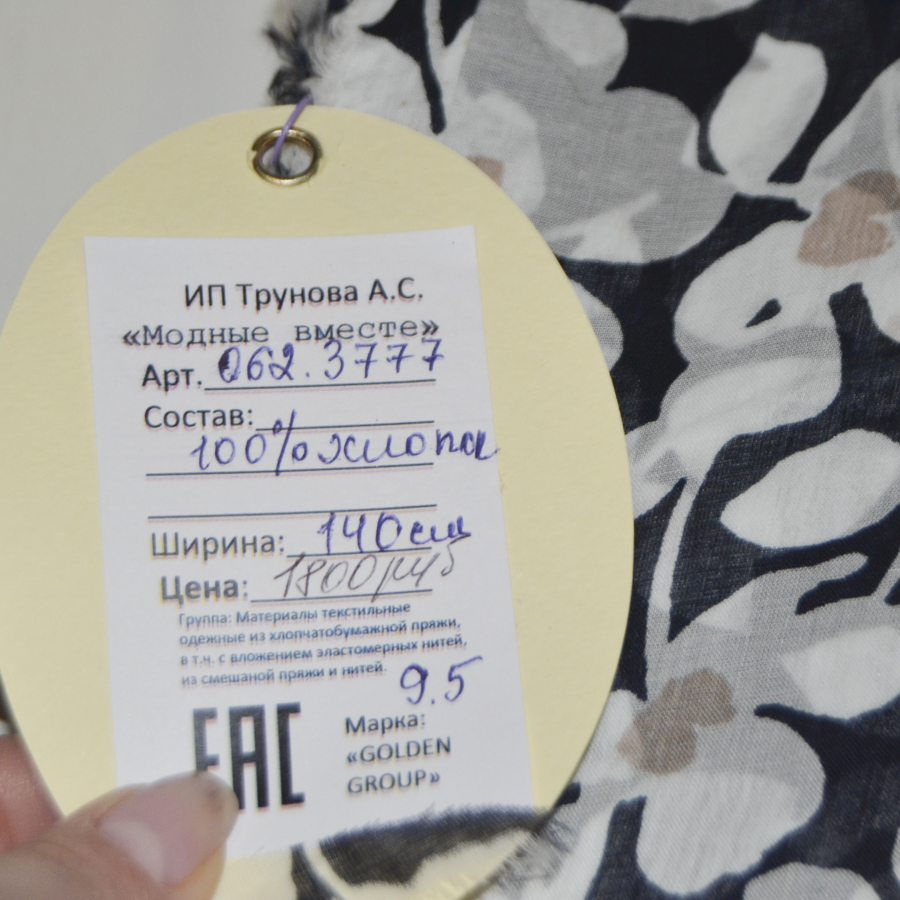 ИП Трунова А.С.
«Модные вместе»
Арт. 062.3777
Состав:
100% хлопок
Ширина: 140см
Цена: 1800руб
Группа: Материалы текстильные
одежные из хлопчатобумажной пряжи,
в т.ч. с вложением эластомерных нитей,
из смешаной пряжи и нитей.
9.5
EAC
Марка:
«GOLDEN
GROUP»